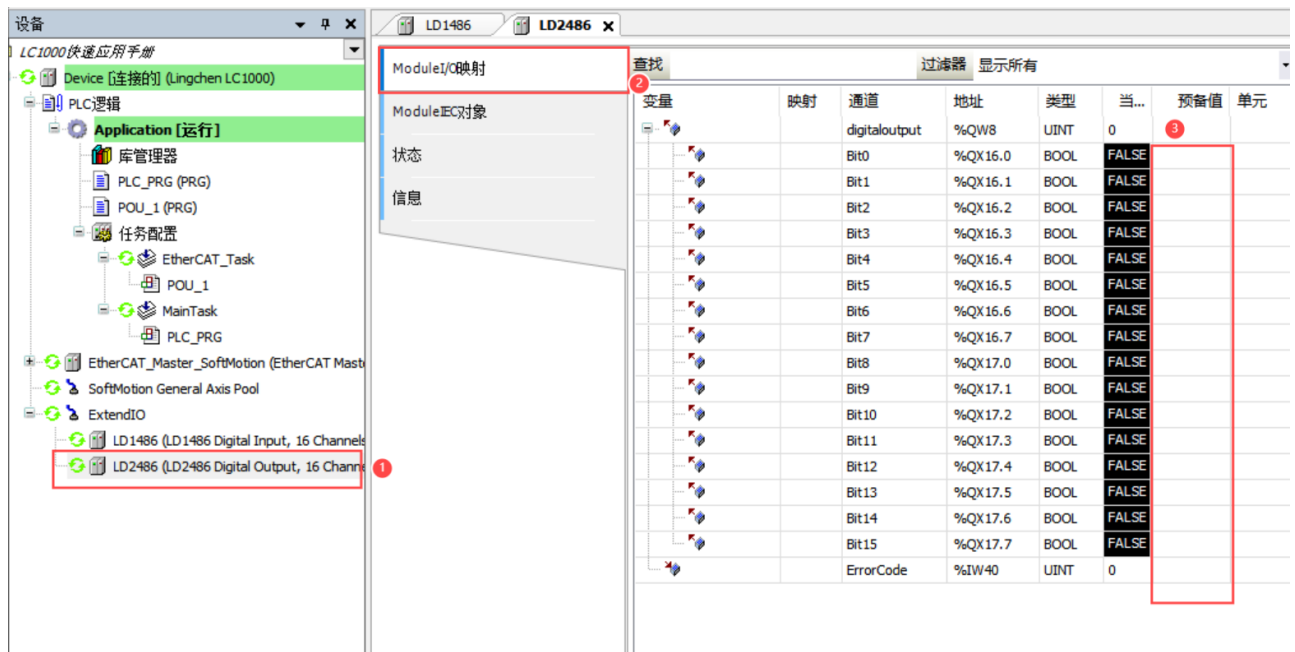 设备
LC1000快速应用手册
Device [连接的] (Lingchen LC1000)
PLC逻辑
Application [运行]
库管理器
PLC_PRG (PRG)
POU_1 (PRG)
任务配置
EtherCAT_Task
POU_1
MainTask
PLC_PRG
EtherCAT_Master_SoftMotion (EtherCAT Mast
SoftMotion General Axis Pool
ExtendIO
LD1486 (LD1486 Digital Input, 16 Channels
LD2486 (LD2486 Digital Output, 16 Channe
1
LD1486
LD2486
ModuleI/O映射
ModuleIEC对象
状态
信息
2
查找 过滤器 显示所有
变量 映射 通道 地址 类型 当... 预备值 单元
digitaloutput %QW8 UINT 0 3
Bit0 %QX16.0 BOOL FALSE
Bit1 %QX16.1 BOOL FALSE
Bit2 %QX16.2 BOOL FALSE
Bit3 %QX16.3 BOOL FALSE
Bit4 %QX16.4 BOOL FALSE
Bit5 %QX16.5 BOOL FALSE
Bit6 %QX16.6 BOOL FALSE
Bit7 %QX16.7 BOOL FALSE
Bit8 %QX17.0 BOOL FALSE
Bit9 %QX17.1 BOOL FALSE
Bit10 %QX17.2 BOOL FALSE
Bit11 %QX17.3 BOOL FALSE
Bit12 %QX17.4 BOOL FALSE
Bit13 %QX17.5 BOOL FALSE
Bit14 %QX17.6 BOOL FALSE
Bit15 %QX17.7 BOOL FALSE
ErrorCode %IW40 UINT 0